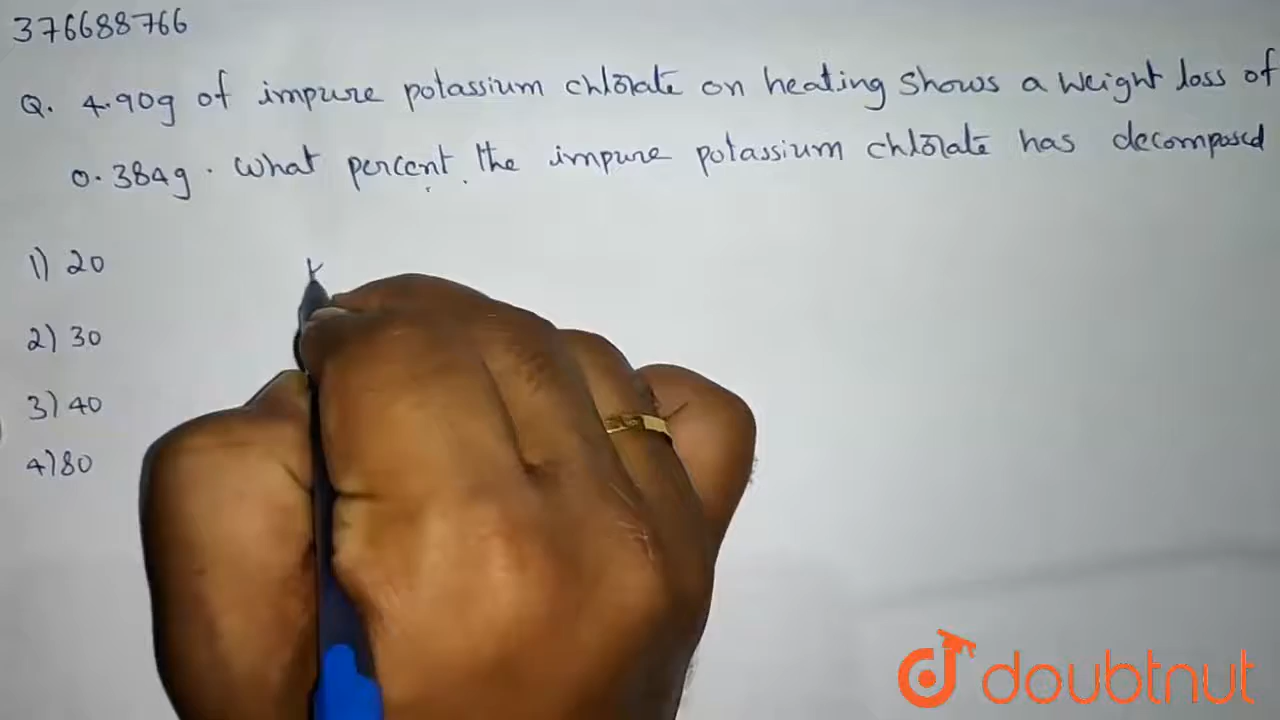 376688766
Q. 4.90g of impure potassium chlorate on heating shows a weight loss of
0.384g. What percent the impure potassium chlorate has decomposed
1) 20
K
2) 30
3) 40
4) 80
doubtnut